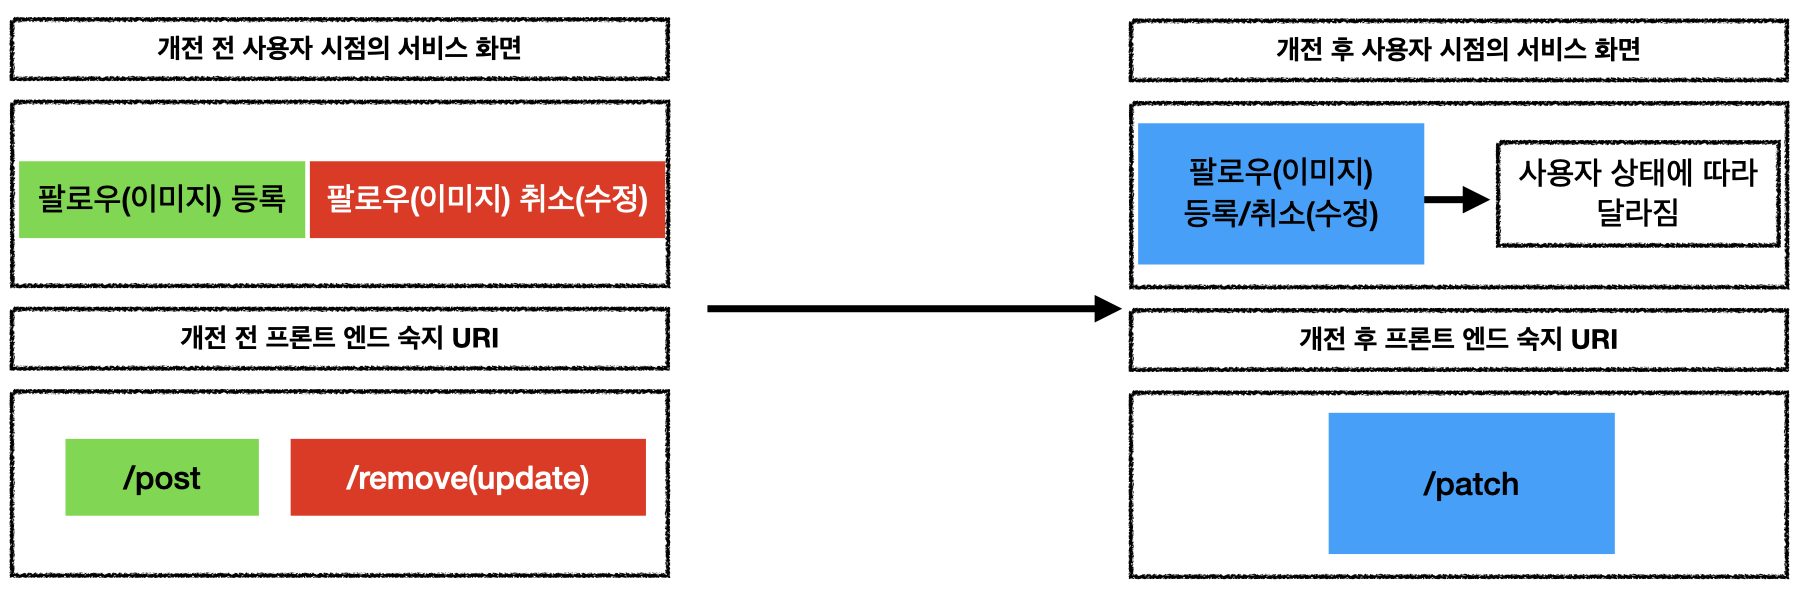 개전 전 사용자 시점의 서비스 화면
팔로우(이미지) 등록
팔로우(이미지) 취소(수정)
개전 전 프론트 엔드 숙지 URI
/post
/remove(update)
개전 후 사용자 시점의 서비스 화면
팔로우(이미지)
등록/취소(수정)
사용자 상태에 따라
달라짐
개전 후 프론트 엔드 숙지 URI
/patch